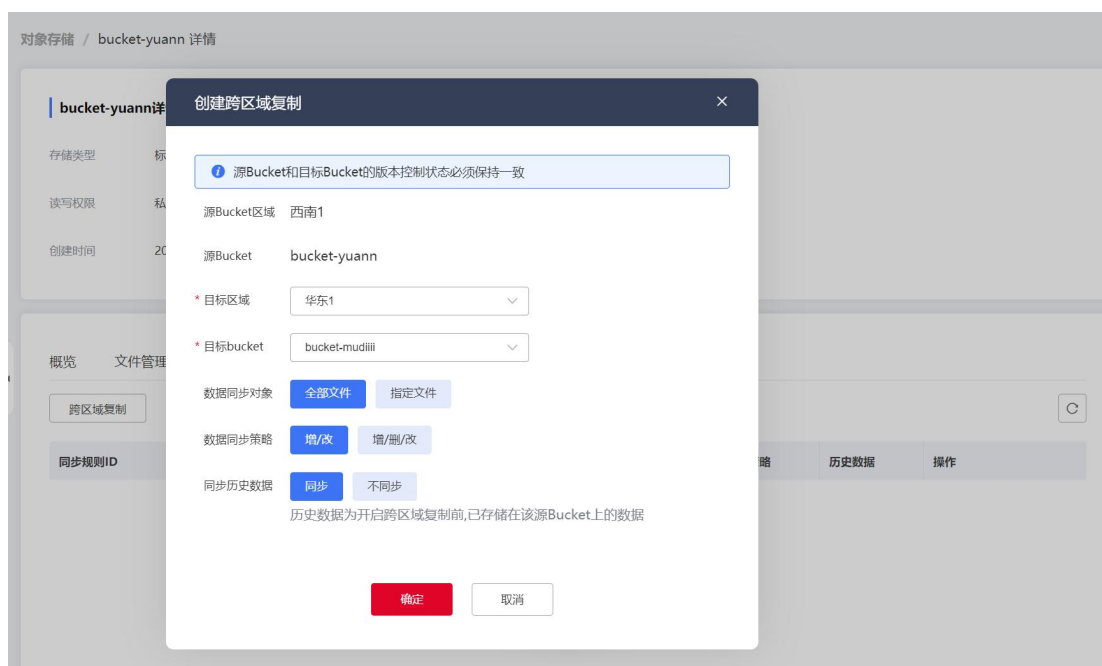 对象存储 / bucket-yuann 详情
bucket-yuann详
创建跨区域复制
存储类型 标
源Bucket和目标Bucket的版本控制状态必须保持一致
读写权限 私
源Bucket区域 西南1
创建时间 20
源Bucket bucket-yuann
* 目标区域 华东1
* 目标bucket bucket-mudiiii
概览 文件管理
数据同步对象 全部文件 指定文件
跨区域复制
数据同步策略 增/改 增/删/改
同步规则ID 略 历史数据 操作
同步历史数据 同步 不同步
历史数据为开启跨区域复制前,已存储在该源Bucket上的数据
确定 取消